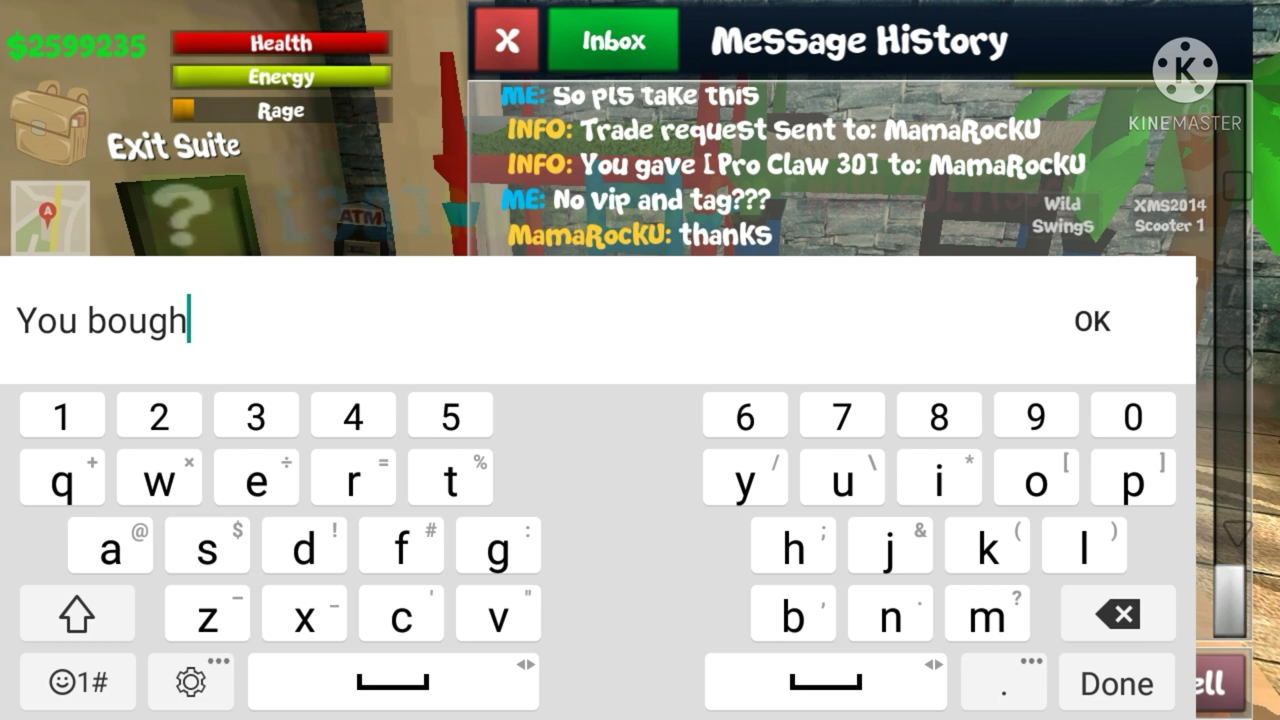 $2599235
Health
Energy
Rage
Exit Suite
?
A
ATM
X
Inbox
Message History
K
KINEMASTER
ME: So pls take this
INFO: Trade request sent to: MamaRockU
INFO: You gave [Pro Claw 30] to: MamaRockU
ME: No vip and tag???
MamaRockU: thanks
Wild
Swings
XMS2014
Scooter 1
You bough
OK
1 2 3 4 5 6 7 8 9 0
q + w × e ÷ r = t % y / u \ i * o [ p ]
a @ s $ d ! f # g : h ; j & k ( l )
z – x - c ' v " b , n . m ?
1# . Done
ell